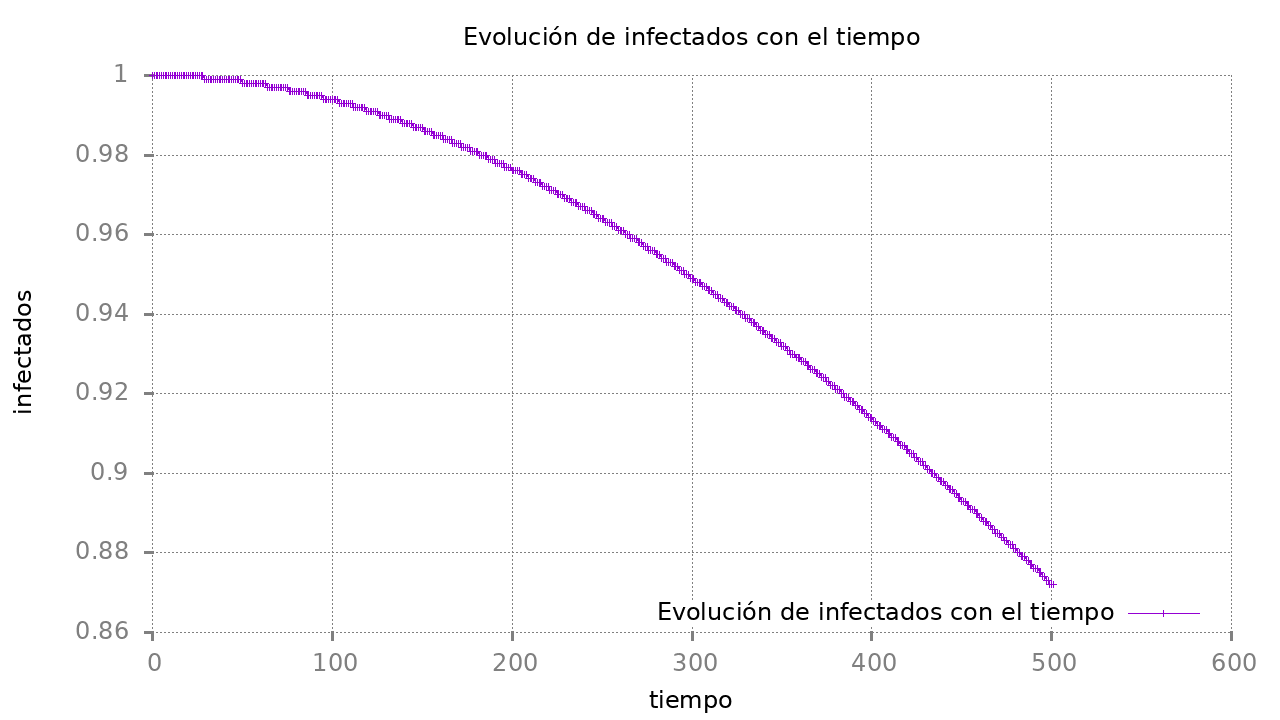 Evolución de infectados con el tiempo
1
0.98
0.96
0.94
0.92
0.9
0.88
0.86
infectados
Evolución de infectados con el tiempo
0 100 200 300 400 500 600
tiempo